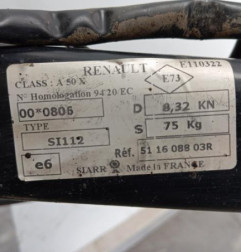 RENAULT E110322
CLASS : A 50 X E73
N° Homologation 94 20 EC
00*0806 D 8,32 KN
TYPE S 75 Kg
SI112
e6 Réf. 51 16 088 03R
SIARR Made in FRANCE